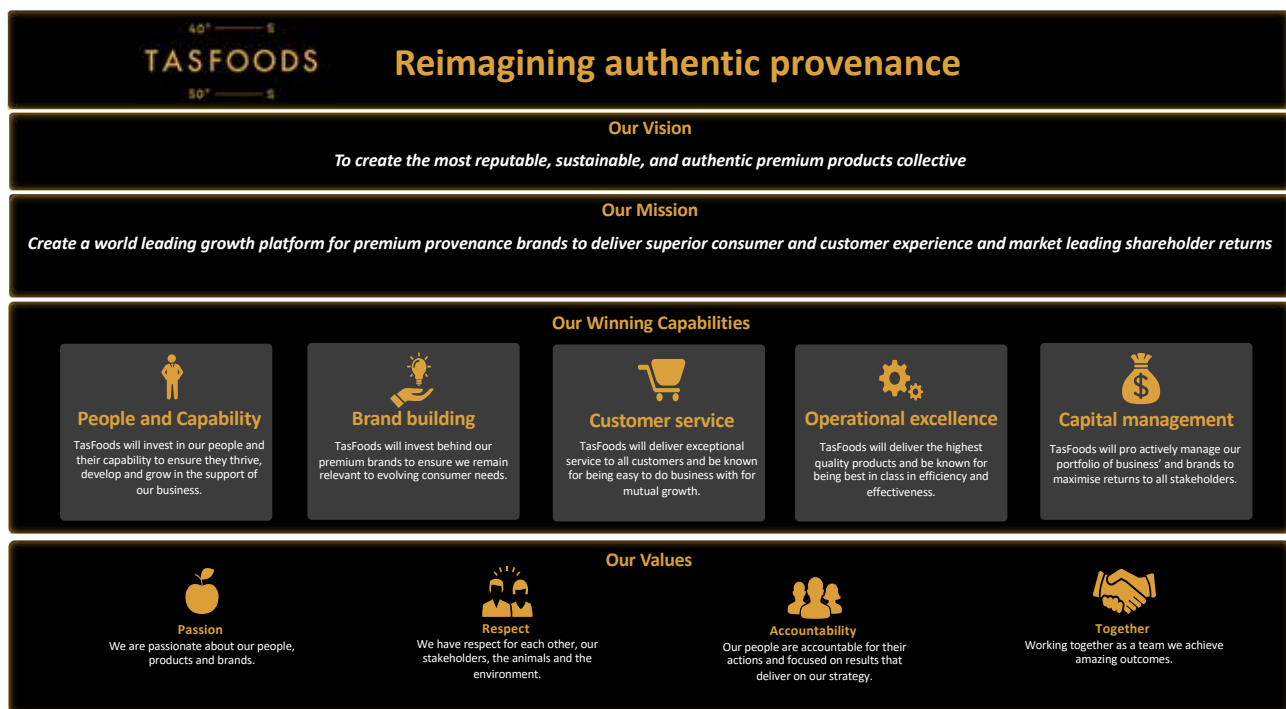 40° S
TASFOODS
50° S
Reimagining authentic provenance
Our Vision
To create the most reputable, sustainable, and authentic premium products collective
Our Mission
Create a world leading growth platform for premium provenance brands to deliver superior consumer and customer experience and market leading shareholder returns
Our Winning Capabilities
People and Capability
TasFoods will invest in our people and
their capability to ensure they thrive,
develop and grow in the support of
our business.
Brand building
TasFoods will invest behind our
premium brands to ensure we remain
relevant to evolving consumer needs.
Customer service
TasFoods will deliver exceptional
service to all customers and be known
for being easy to do business with for
mutual growth.
Operational excellence
TasFoods will deliver the highest
quality products and be known for
being best in class in efficiency and
effectiveness.
$
Capital management
TasFoods will pro actively manage our
portfolio of business’ and brands to
maximise returns to all stakeholders.
Our Values
Passion
We are passionate about our people,
products and brands.
Respect
We have respect for each other, our
stakeholders, the animals and the
environment.
Accountability
Our people are accountable for their
actions and focused on results that
deliver on our strategy.
Together
Working together as a team we achieve
amazing outcomes.